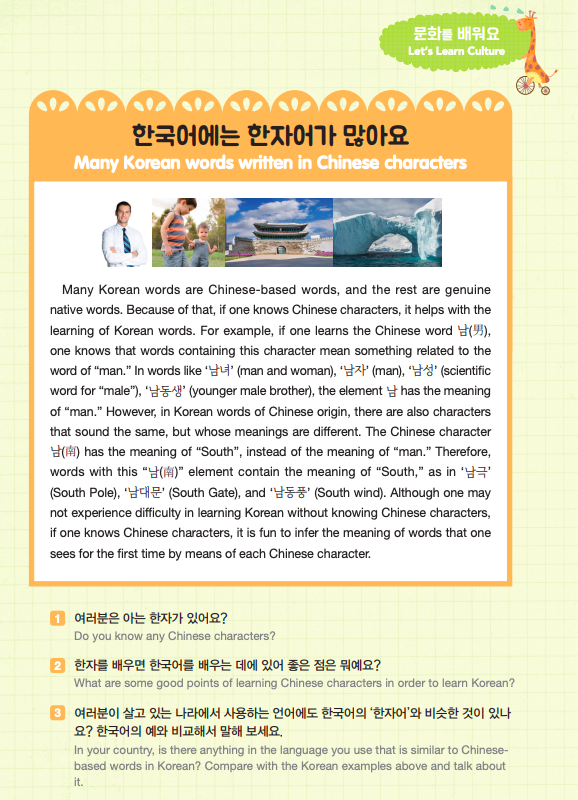 문화를 배워요
Let's Learn Culture
한국어에는 한자어가 많아요
Many Korean words written in Chinese characters
Many Korean words are Chinese-based words, and the rest are genuine
native words. Because of that, if one knows Chinese characters, it helps with the
learning of Korean words. For example, if one learns the Chinese word 남(男),
one knows that words containing this character mean something related to the
word of “man.” In words like ‘남녀’ (man and woman), ‘남자’ (man), ‘남성’ (scientific
word for “male”), ‘남동생’ (younger male brother), the element 남 has the meaning
of “man.” However, in Korean words of Chinese origin, there are also characters
that sound the same, but whose meanings are different. The Chinese character
남(南) has the meaning of “South”, instead of the meaning of “man.” Therefore,
words with this “남(南)” element contain the meaning of “South,” as in ‘남극’
(South Pole), ‘남대문’ (South Gate), and ‘남동풍’ (South wind). Although one may
not experience difficulty in learning Korean without knowing Chinese characters,
if one knows Chinese characters, it is fun to infer the meaning of words that one
sees for the first time by means of each Chinese character.
1 여러분은 아는 한자가 있어요?
Do you know any Chinese characters?
2 한자를 배우면 한국어를 배우는 데에 있어 좋은 점은 뭐예요?
What are some good points of learning Chinese characters in order to learn Korean?
3 여러분이 살고 있는 나라에서 사용하는 언어에도 한국어의 ‘한자어’와 비슷한 것이 있나
요? 한국어의 예와 비교해서 말해 보세요.
In your country, is there anything in the language you use that is similar to Chinese-
based words in Korean? Compare with the Korean examples above and talk about
it.